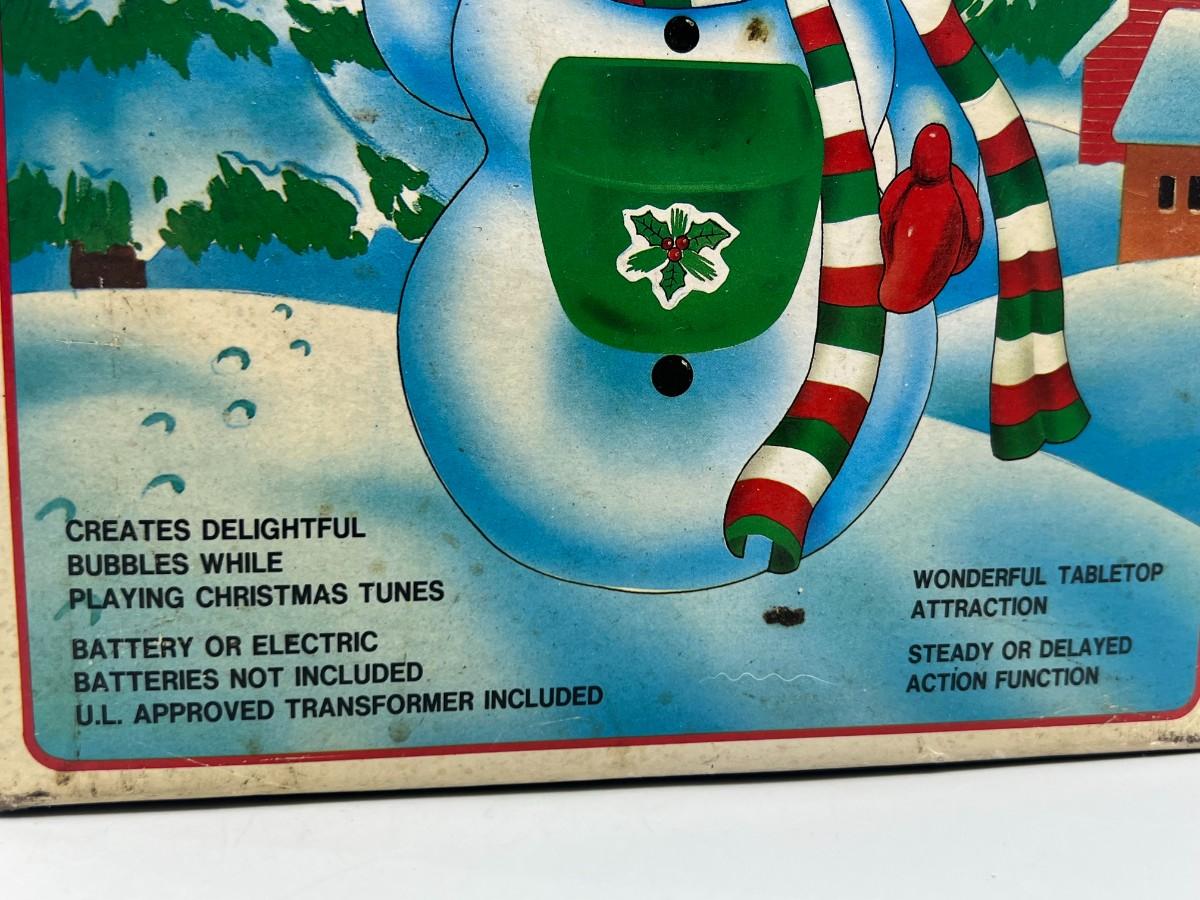 CREATES DELIGHTFUL
BUBBLES WHILE
PLAYING CHRISTMAS TUNES
BATTERY OR ELECTRIC
BATTERIES NOT INCLUDED
U.L. APPROVED TRANSFORMER INCLUDED
WONDERFUL TABLETOP
ATTRACTION
STEADY OR DELAYED
ACTION FUNCTION